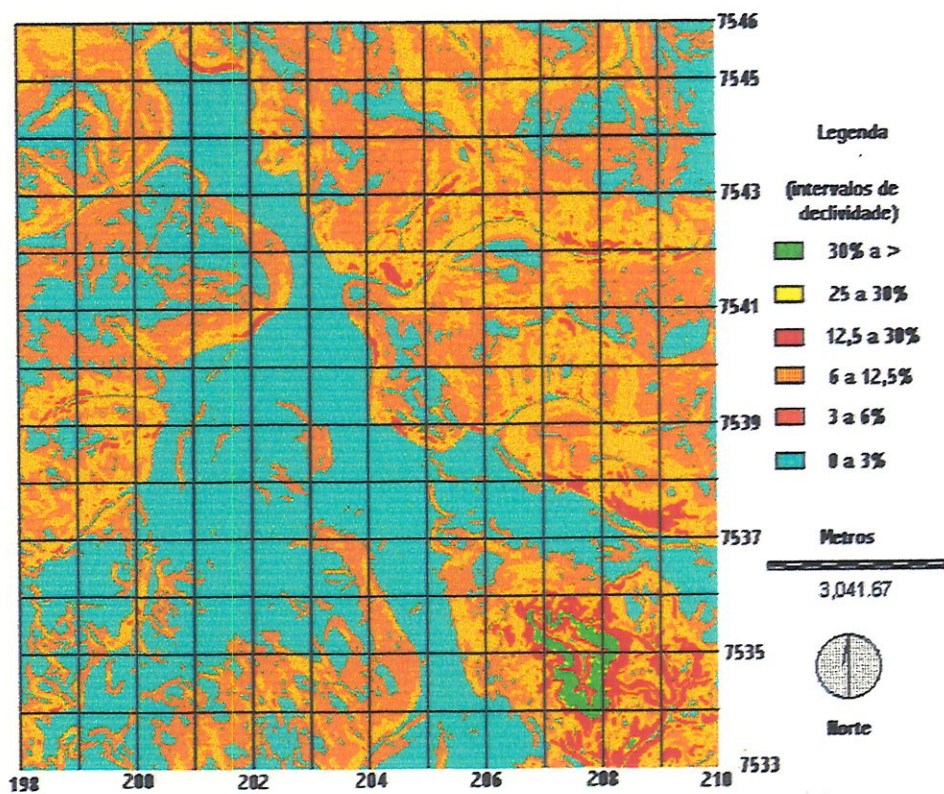 7546
7545
7543
7541
7539
7537
7535
7533
198
200
202
204
206
208
210
Legenda
(intervalos de
declividade)
30% a >
25 a 30%
12,5 a 30%
6 a 12,5%
3 a 6%
0 a 3%
Metros
3,041.67
Norte